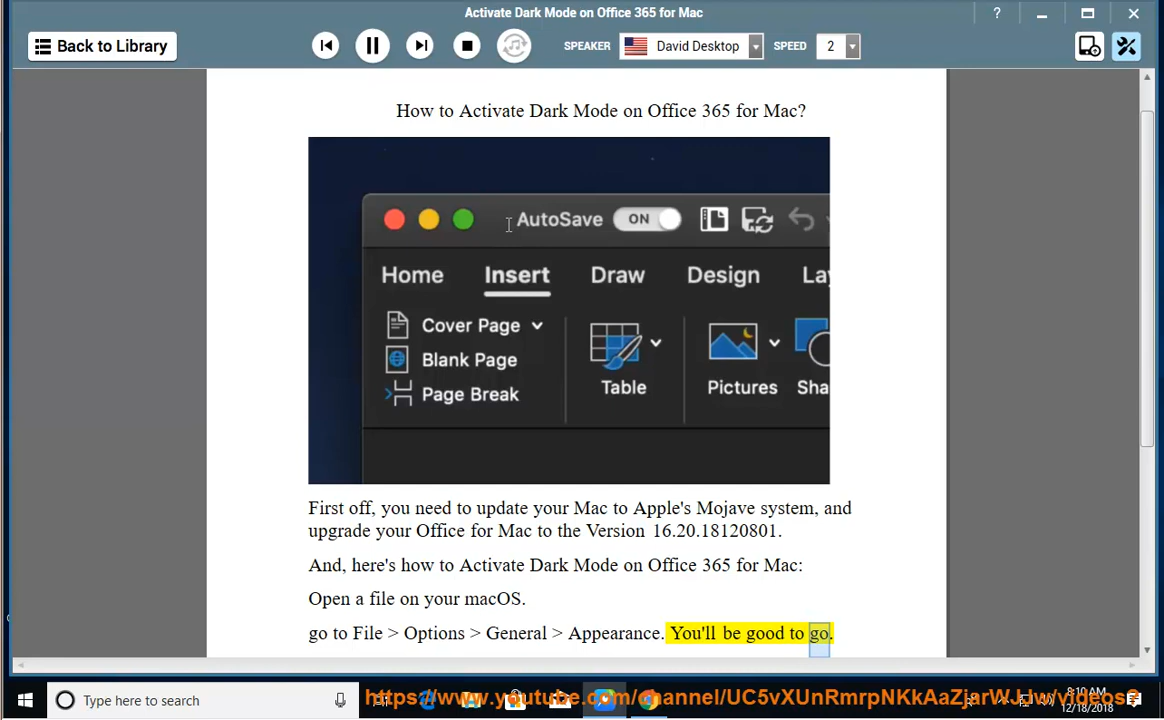 Activate Dark Mode on Office 365 for Mac
?
Back to Library
SPEAKER
David Desktop
SPEED
2
How to Activate Dark Mode on Office 365 for Mac?
AutoSave
ON
Home
Insert
Draw
Design
La
Cover Page
Blank Page
Page Break
Table
Pictures
Sha
First off, you need to update your Mac to Apple's Mojave system, and
upgrade your Office for Mac to the Version 16.20.18120801.
And, here's how to Activate Dark Mode on Office 365 for Mac:
Open a file on your macOS.
go to File > Options > General > Appearance. You'll be good to go.
Type here to search
8:10 AM
12/18/2018